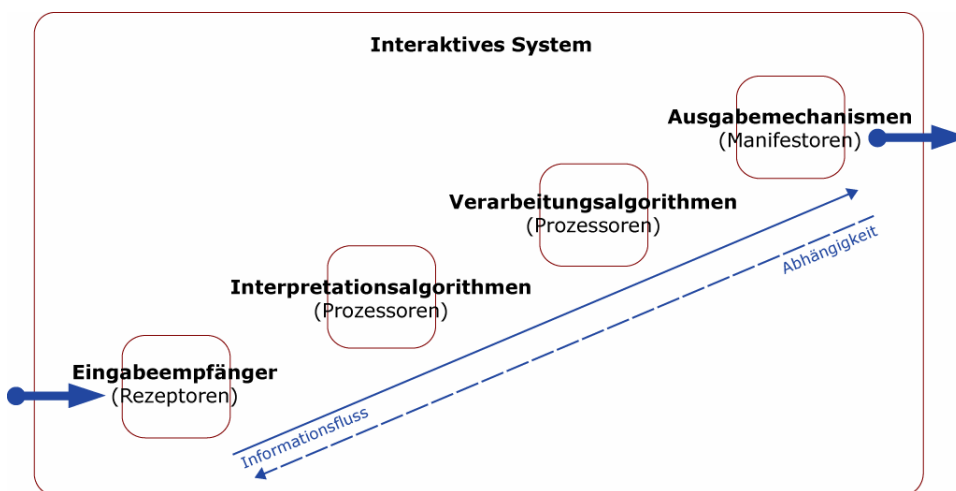 Interaktives System
Ausgabemechanismen
(Manifestoren)
Verarbeitungsalgorithmen
(Prozessoren)
Abhängigkeit
Interpretationsalgorithmen
(Prozessoren)
Eingabeempfänger
(Rezeptoren)
Informationsfluss